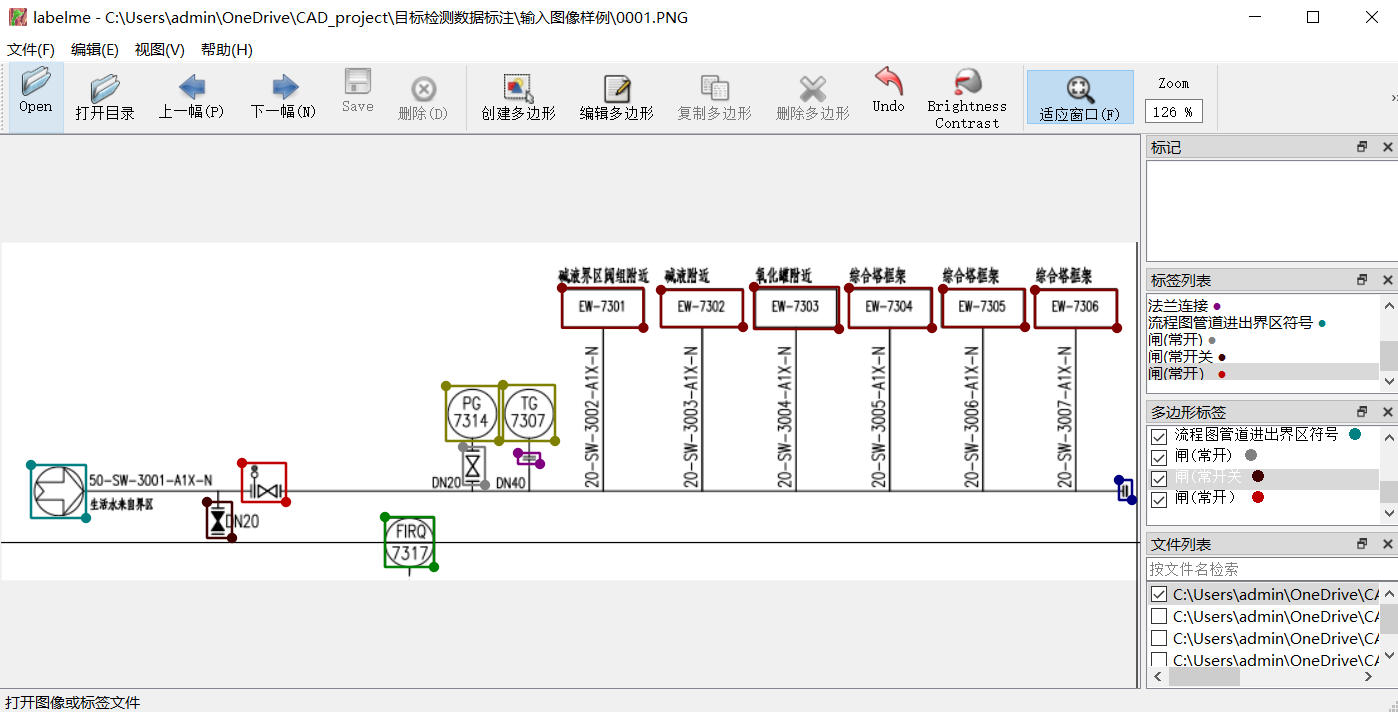 labelme - C:\Users\admin\OneDrive\CAD_project\目标检测数据标注\输入图像样例\0001.PNG
文件(F) 编辑(E) 视图(V) 帮助(H)
Open 打开目录 上一幅(P) 下一幅(N) Save 删除(D) 创建多边形 编辑多边形 复制多边形 删除多边形 Undo Brightness Contrast 适应窗口(F) Zoom 126 %
标记
标签列表
法兰连接
流程图管道进出界区符号
闸(常开)
闸(常开关
闸(常开）
多边形标签
流程图管道进出界区符号
闸(常开)
闸(常开关
闸(常开）
文件列表
按文件名检索
C:\Users\admin\OneDrive\CA
C:\Users\admin\OneDrive\CA
C:\Users\admin\OneDrive\CA
C:\Users\admin\OneDrive\CA
碱液界区阀组附近 碱液附近 氧化罐附近 综合塔框架 综合塔框架 综合塔框架
EW-7301 EW-7302 EW-7303 EW-7304 EW-7305 EW-7306
20-SW-3002-A1X-N 20-SW-3003-A1X-N 20-SW-3004-A1X-N 20-SW-3005-A1X-N 20-SW-3006-A1X-N 20-SW-3007-A1X-N
PG 7314
TG 7307
DN20 DN40
50-SW-3001-A1X-N
生活水来自界区
DN20
FIRQ
7317
打开图像或标签文件